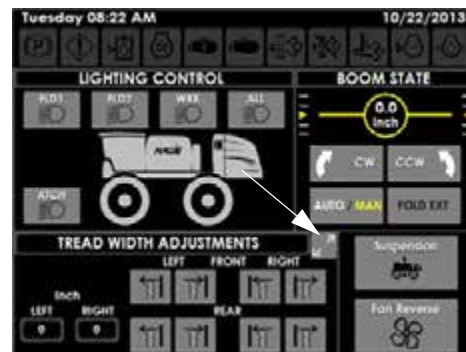 Tuesday 08:22 AM 10/22/2013
LIGHTING CONTROL
BOOM STATE
FLD1 FLD2 WRK ALL
0.0
Inch
HAGIE
CW CCW
ATCH
AUTO / MAN FOLD EXT
TREAD WIDTH ADJUSTMENTS
Suspension
LEFT FRONT RIGHT
Inch
LEFT RIGHT
REAR
Fan Reverse
0 0